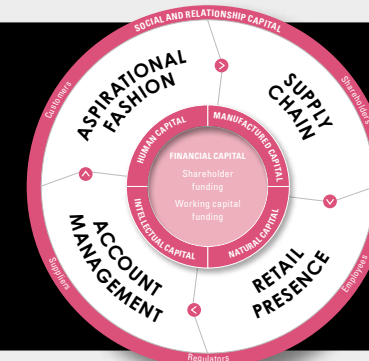 SOCIAL AND RELATIONSHIP CAPITAL
Customers
Shareholders
ASPIRATIONAL
FASHION
SUPPLY
CHAIN
HUMAN CAPITAL
MANUFACTURED CAPITAL
FINANCIAL CAPITAL
Shareholder
funding
Working capital
funding
INTELLECTUAL CAPITAL
NATURAL CAPITAL
ACCOUNT
MANAGEMENT
RETAIL
PRESENCE
Suppliers
Employees
Regulators